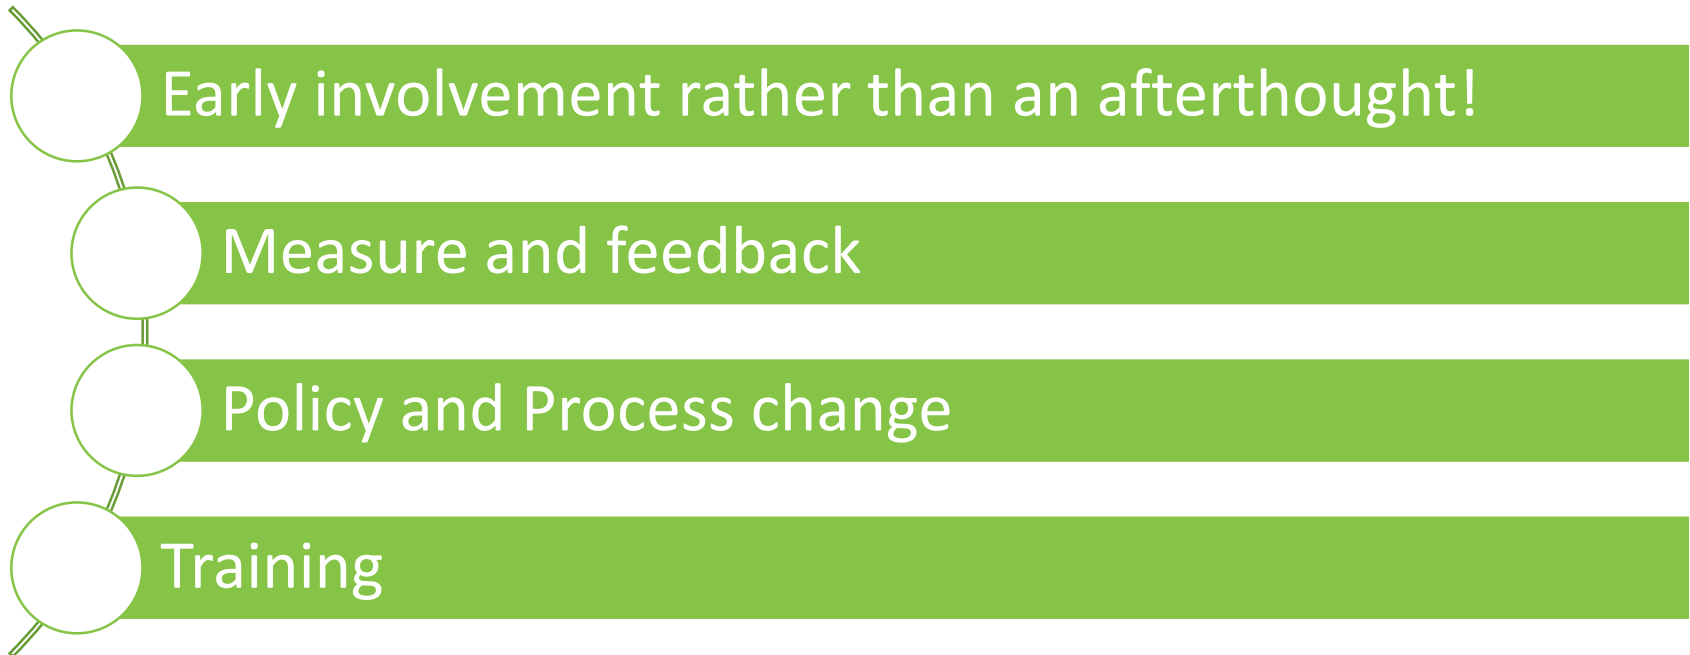 Early involvement rather than an afterthought!
Measure and feedback
Policy and Process change
Training